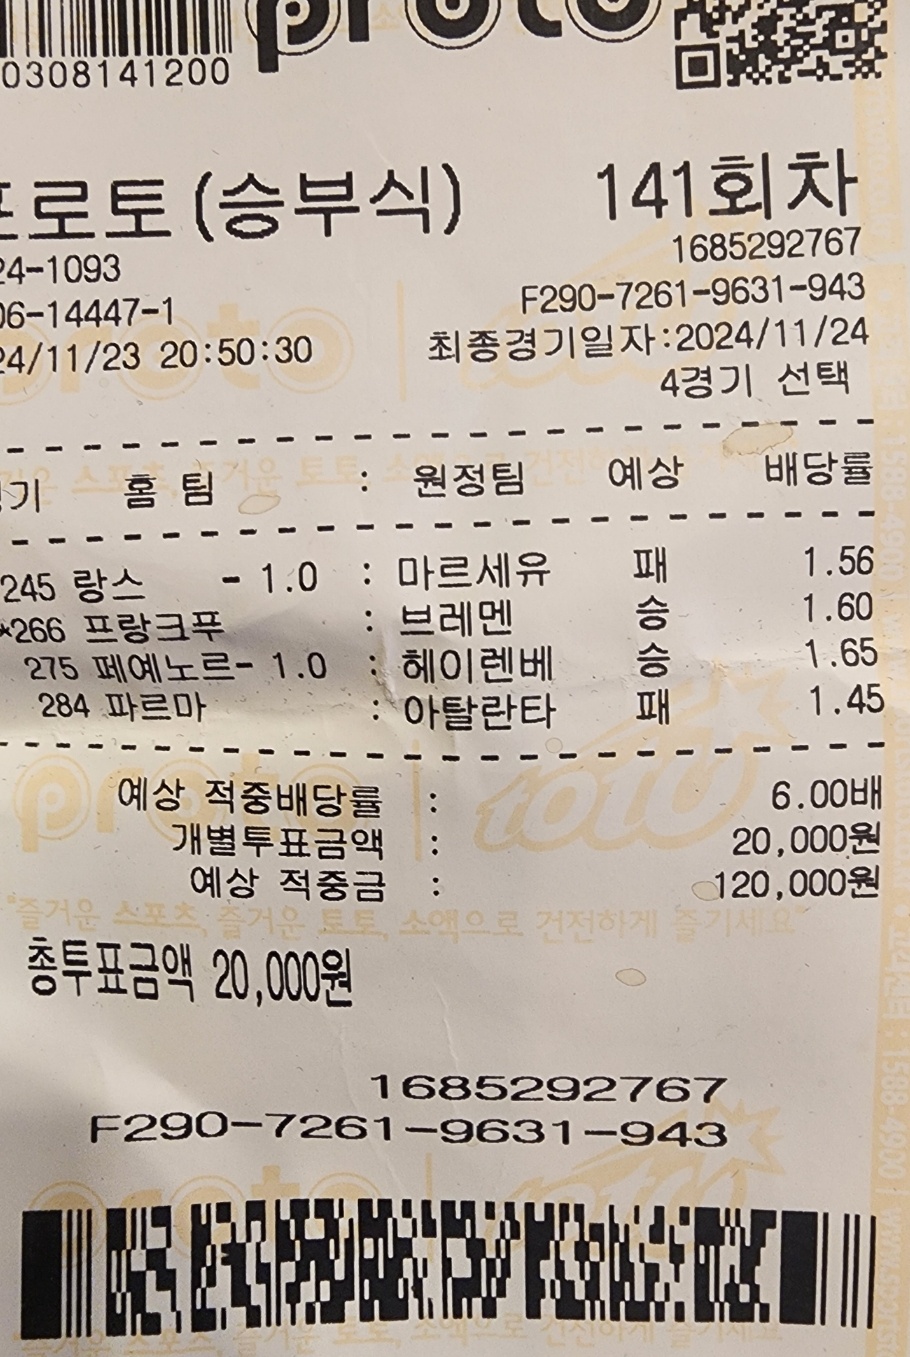 0308141200
proto
프로토(승부식) 141회차
24-1093 1685292767
06-14447-1 F290-7261-9631-943
24/11/23 20:50:30 최종경기일자:2024/11/24
4경기 선택
기 홈 팀 : 원정팀 예상 배당률
245 랑스 - 1.0 : 마르세유 패 1.56
*266 프랑크푸 : 브레멘 승 1.60
275 페예노르- 1.0 : 헤이렌베 승 1.65
284 파르마 : 아탈란타 패 1.45
예상 적중배당률 : 6.00배
개별투표금액 : 20,000원
예상 적중금 : 120,000원
"즐거운 스포츠, 즐거운 토토, 소액으로 건전하게 즐기세요"
총투표금액 20,000원
1685292767
F290-7261-9631-943